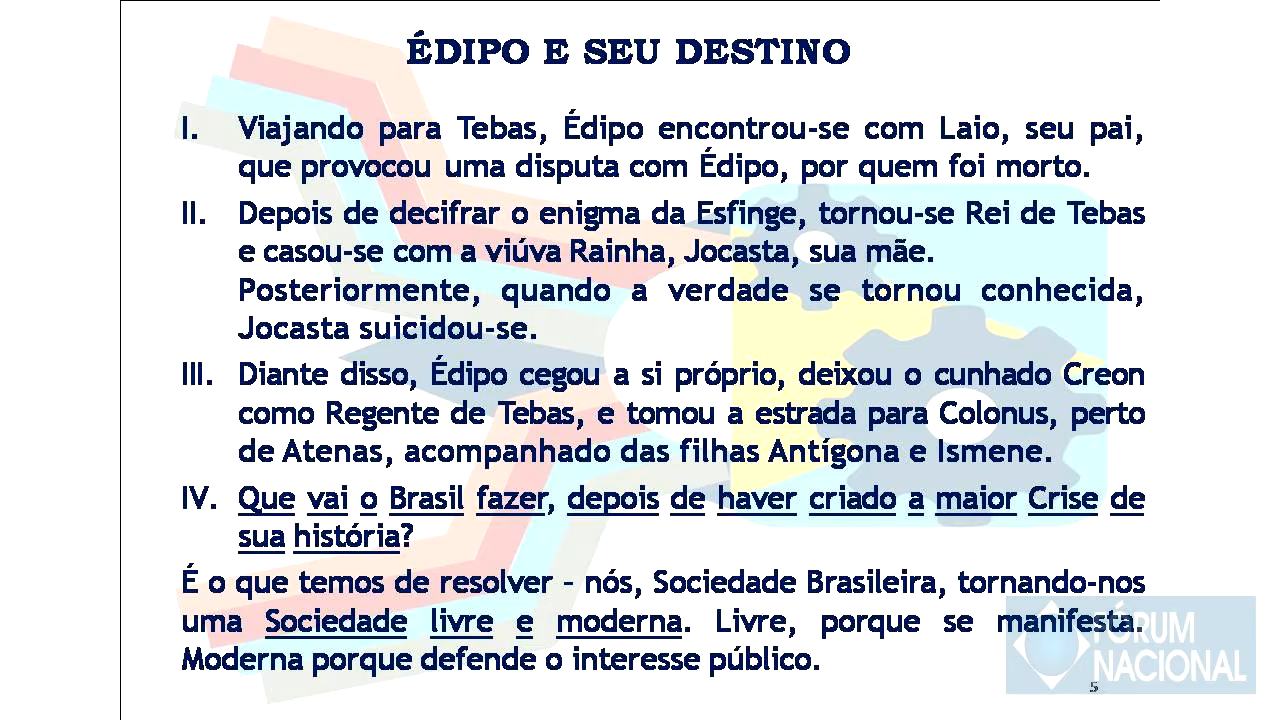 ÉDIPO E SEU DESTINO
I. Viajando para Tebas, Édipo encontrou-se com Laio, seu pai,
que provocou uma disputa com Édipo, por quem foi morto.
II. Depois de decifrar o enigma da Esfinge, tornou-se Rei de Tebas
e casou-se com a viúva Rainha, Jocasta, sua mãe.
Posteriormente, quando a verdade se tornou conhecida,
Jocasta suicidou-se.
III. Diante disso, Édipo cegou a si próprio, deixou o cunhado Creon
como Regente de Tebas, e tomou a estrada para Colonus, perto
de Atenas, acompanhado das filhas Antígona e Ismene.
IV. Que vai o Brasil fazer, depois de haver criado a maior Crise de
sua história?
É o que temos de resolver – nós, Sociedade Brasileira, tornando-nos
uma Sociedade livre e moderna. Livre, porque se manifesta.
Moderna porque defende o interesse público.
FÓRUM
NACIONAL
5